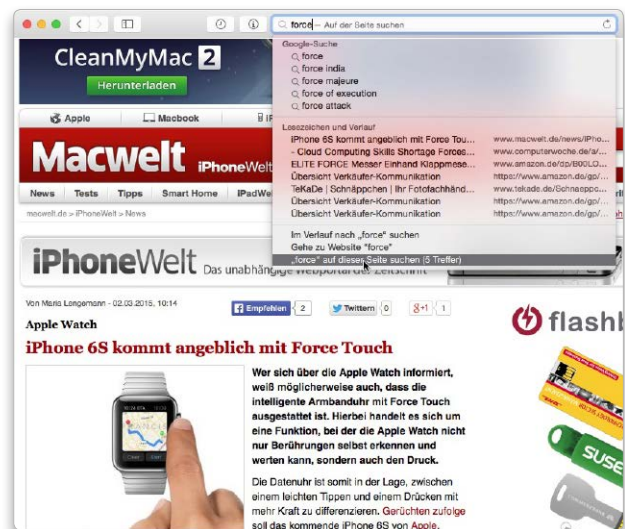 force – Auf der Seite suchen
CleanMyMac 2
Herunterladen
Google-Suche
force
force india
force majeure
force of execution
force attack
Lesezeichen und Verlauf
iPhone 6S kommt angeblich mit Force Tou... www.macwelt.de/news/iPho...
- Cloud Computing Skills Shortage Forces... www.computerwoche.de/a/...
ELITE FORCE Messer Einhand Klappmese... www.amazon.de/dp/B00LO...
Übersicht Verkäufer-Kommunikation https://www.amazon.de/gp/...
TeKaDe | Schnäppchen | Ihr Fotofachhänd... www.tekade.de/Schnaeppc...
Übersicht Verkäufer-Kommunikation https://www.amazon.de/gp/...
Übersicht Verkäufer-Kommunikation https://www.amazon.de/gp/...
Im Verlauf nach „force" suchen
Gehe zu Website "force"
„force" auf dieser Seite suchen (5 Treffer)
Apple Macbook
Macwelt iPhoneWelt
News Tests Tipps Smart Home iPadWe
macwelt.de > iPhoneWelt > News
iPhoneWelt Das unabhängige Webportal der Zeitschrift
Von Marie Langemann - 02.03.2015, 10:14
Empfehlen 2 Twittern 0 g+1 1
Apple Watch
iPhone 6S kommt angeblich mit Force Touch
Wer sich über die Apple Watch informiert,
weiß möglicherweise auch, dass die
intelligente Armbanduhr mit Force Touch
ausgestattet ist. Hierbei handelt es sich um
eine Funktion, bei der die Apple Watch nicht
nur Berührungen selbst erkennen und
werten kann, sondern auch den Druck.
Die Datenuhr ist somit in der Lage, zwischen
einem leichten Tippen und einem Drücken mit
mehr Kraft zu differenzieren. Gerüchten zufolge
soll das kommende iPhone 6S von Apple,
flashb
SUSE